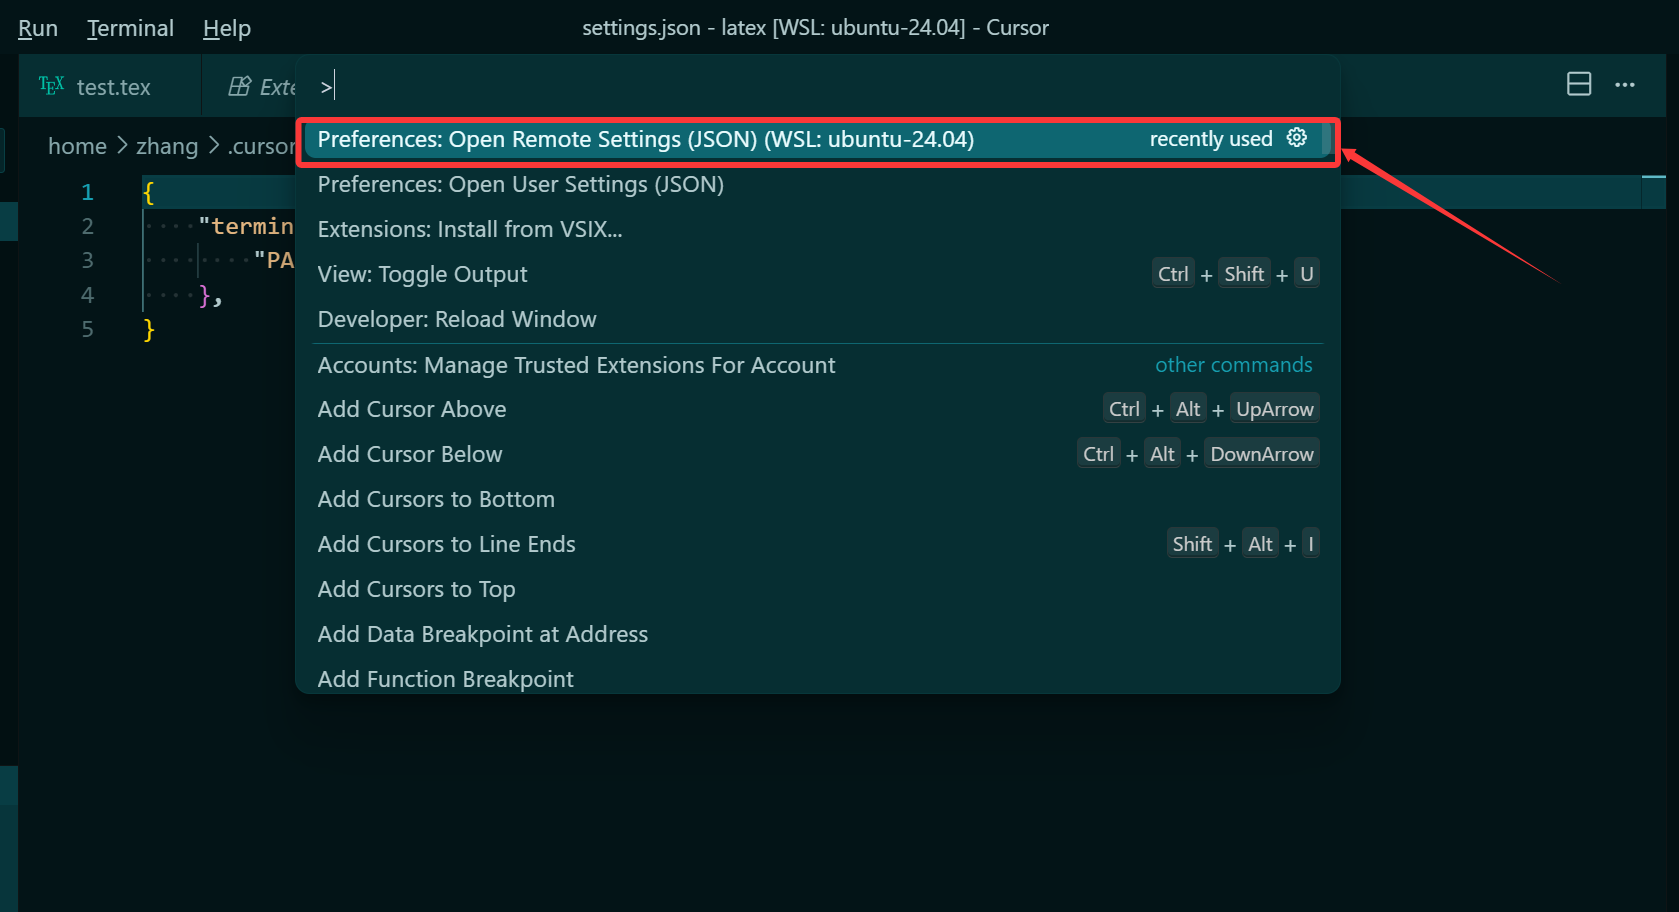 Run Terminal Help settings.json - latex [WSL: ubuntu-24.04] - Cursor
TEX test.tex Exte
>
home > zhang > .cursor
Preferences: Open Remote Settings (JSON) (WSL: ubuntu-24.04) recently used
Preferences: Open User Settings (JSON)
Extensions: Install from VSIX...
View: Toggle Output Ctrl + Shift + U
Developer: Reload Window
Accounts: Manage Trusted Extensions For Account other commands
Add Cursor Above Ctrl + Alt + UpArrow
Add Cursor Below Ctrl + Alt + DownArrow
Add Cursors to Bottom
Add Cursors to Line Ends Shift + Alt + I
Add Cursors to Top
Add Data Breakpoint at Address
Add Function Breakpoint
1 {
2 "termin
3 "PA
4 },
5 }